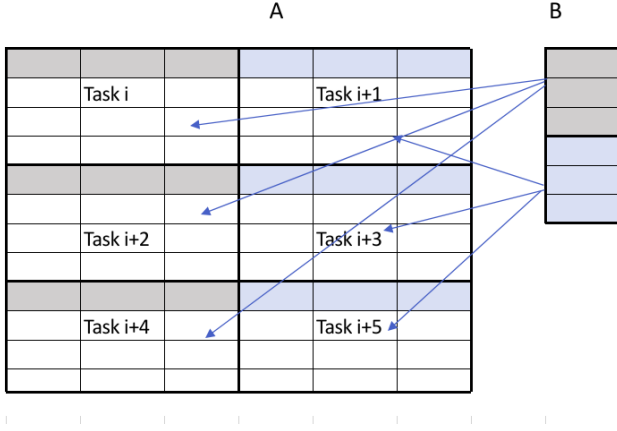 A
B
Task i
Task i+1
Task i+2
Task i+3
Task i+4
Task i+5